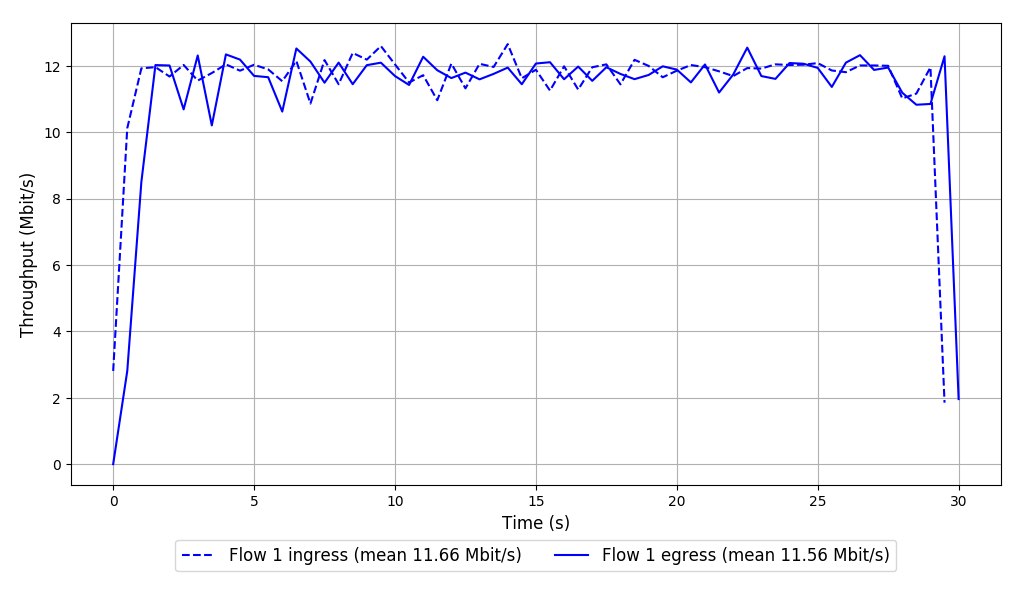 Throughput (Mbit/s)
12
10
8
6
4
2
0
0 5 10 15 20 25 30
Time (s)
Flow 1 ingress (mean 11.66 Mbit/s) Flow 1 egress (mean 11.56 Mbit/s)